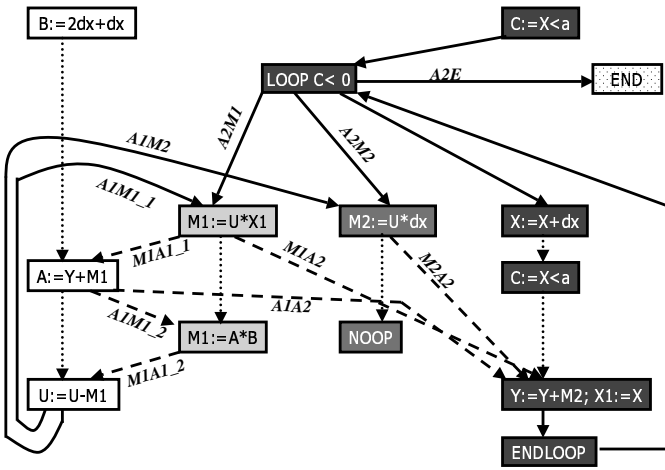 B:=2dx+dx
C:=X<a
LOOP C< 0
A2E
END
A2M1
A1M2
A2M2
A1M1_1
M1:=U*X1
M2:=U*dx
X:=X+dx
M1A1_1
M1A2
M2A2
A:=Y+M1
C:=X<a
A1A2
A1M1_2
M1:=A*B
NOOP
M1A1_2
U:=U-M1
Y:=Y+M2; X1:=X
ENDLOOP